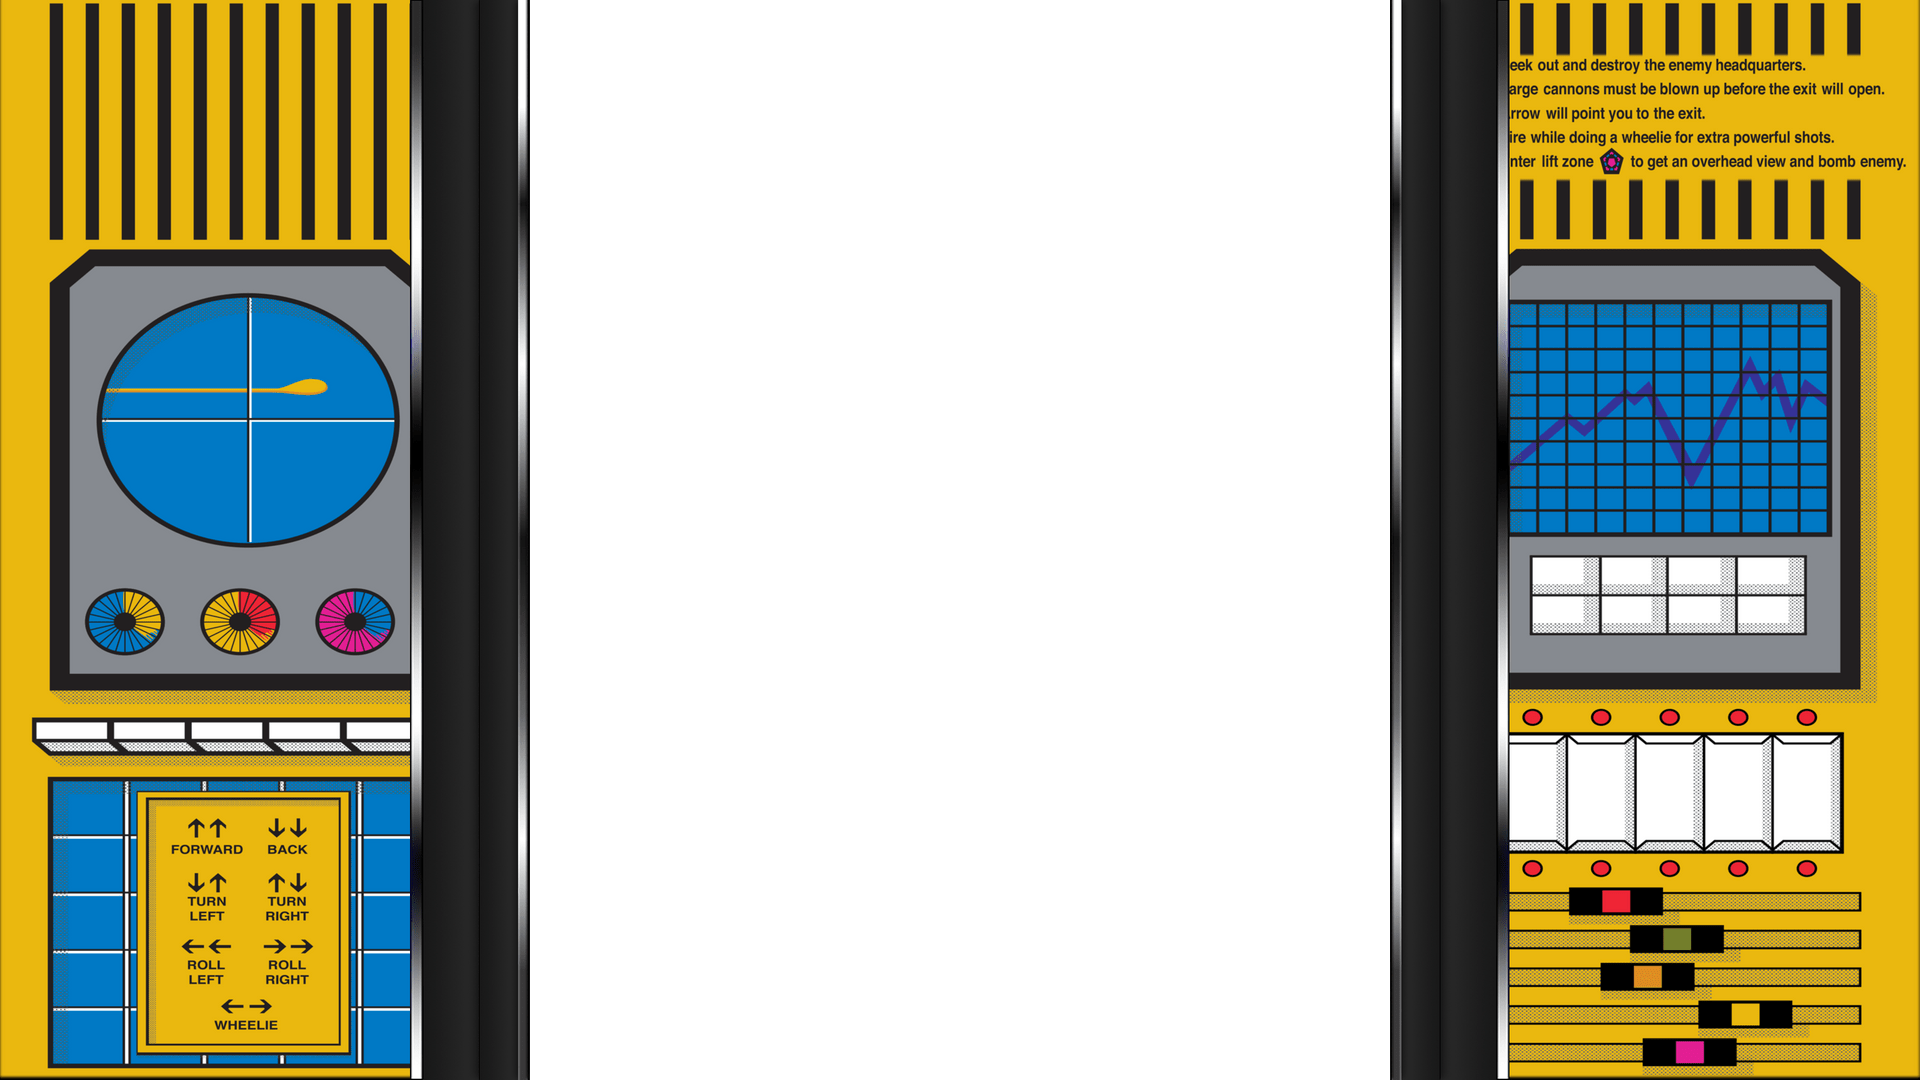 eek out and destroy the enemy headquarters.
arge cannons must be blown up before the exit will open.
rrow will point you to the exit.
ire while doing a wheelie for extra powerful shots.
nter lift zone to get an overhead view and bomb enemy.
↑↑ ↓↓
FORWARD BACK
↓↑ ↑↓
TURN TURN
LEFT RIGHT
←← →→
ROLL ROLL
LEFT RIGHT
←→
WHEELIE